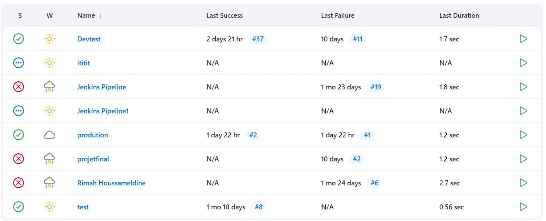 S W Name ↓ Last Success Last Failure Last Duration
Devtest 2 days 21 hr #37 10 days #11 1.7 sec
ititit N/A N/A N/A
Jenkins Pipeline N/A 1 mo 23 days #19 1.8 sec
Jenkins Pipeline1 N/A N/A N/A
prodution 1 day 22 hr #2 1 day 22 hr #1 1.2 sec
projetfinal N/A 10 days #2 1.2 sec
Rimah Houssameldine N/A 1 mo 24 days #6 2.7 sec
test 1 mo 10 days #8 N/A 0.56 sec